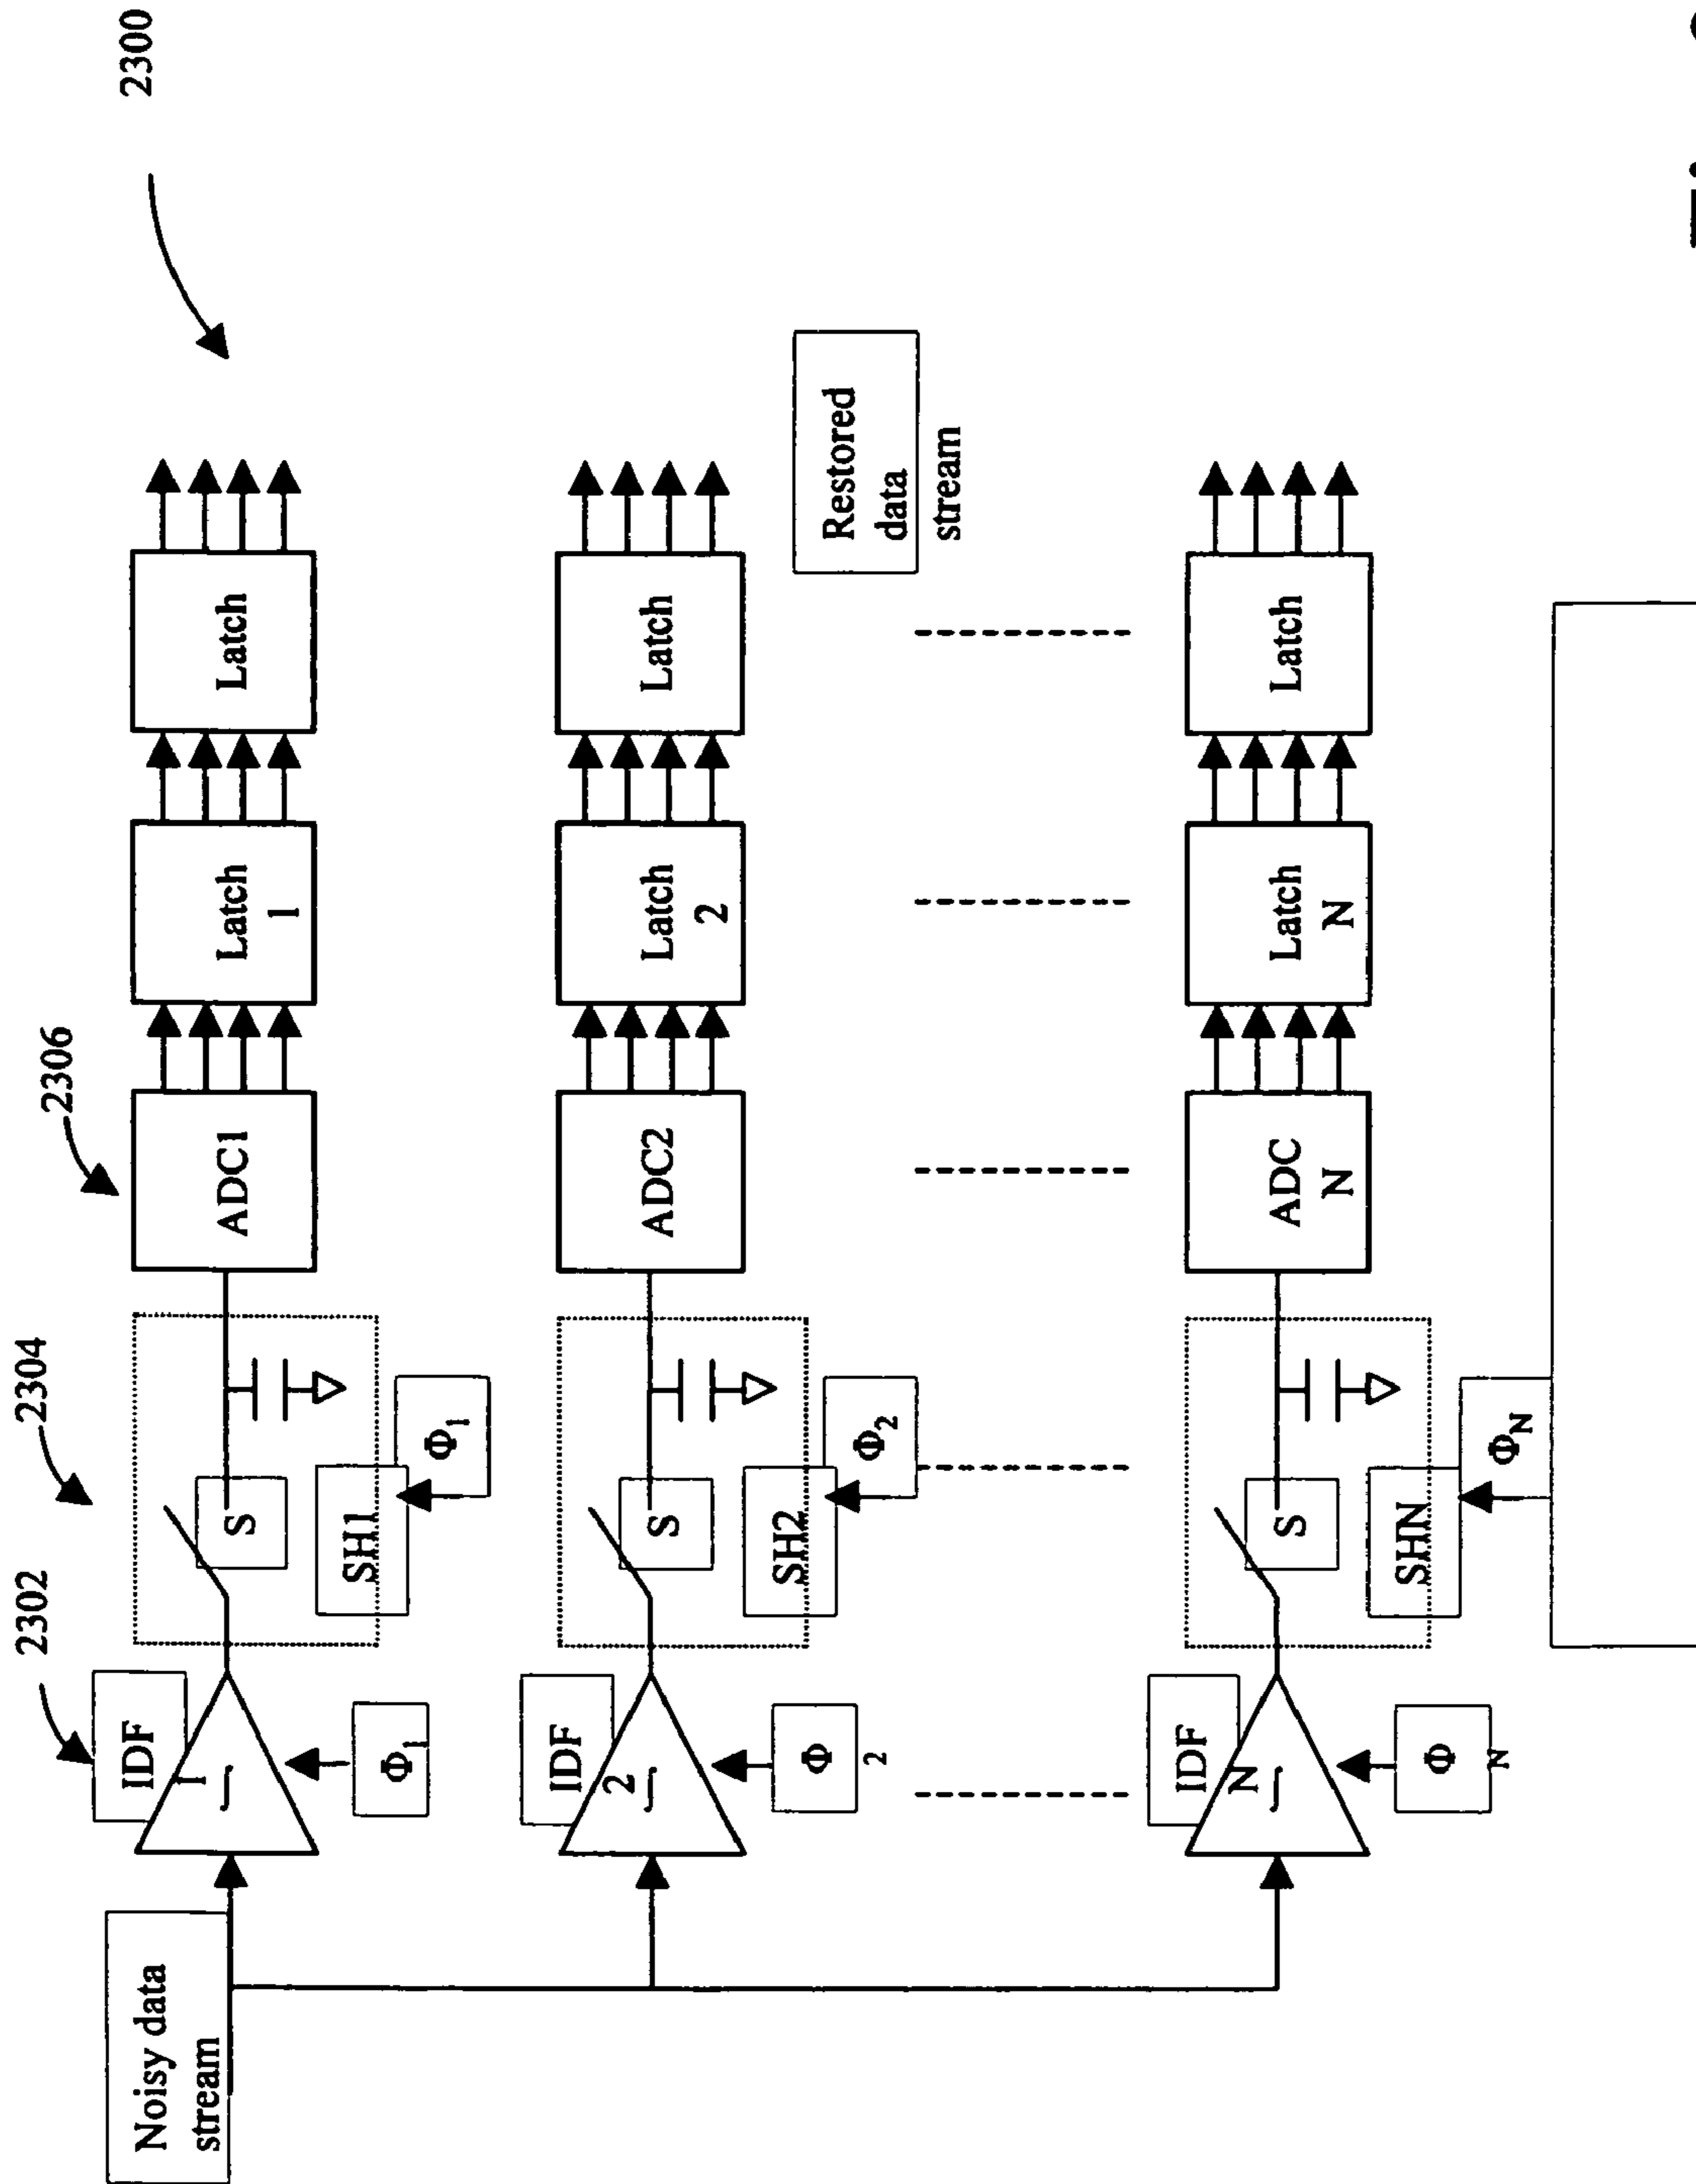 2300
2306
2304
2302
Noisy data
stream
IDF
1
∫
Φ1
S
SH1
Φ1
ADC1
Latch
1
Latch
IDF
2
∫
Φ
2
S
SH2
Φ2
ADC2
Latch
2
Latch
Restored
data
stream
IDF
N
∫
Φ
N
S
SHN
ΦN
ADC
N
Latch
N
Latch